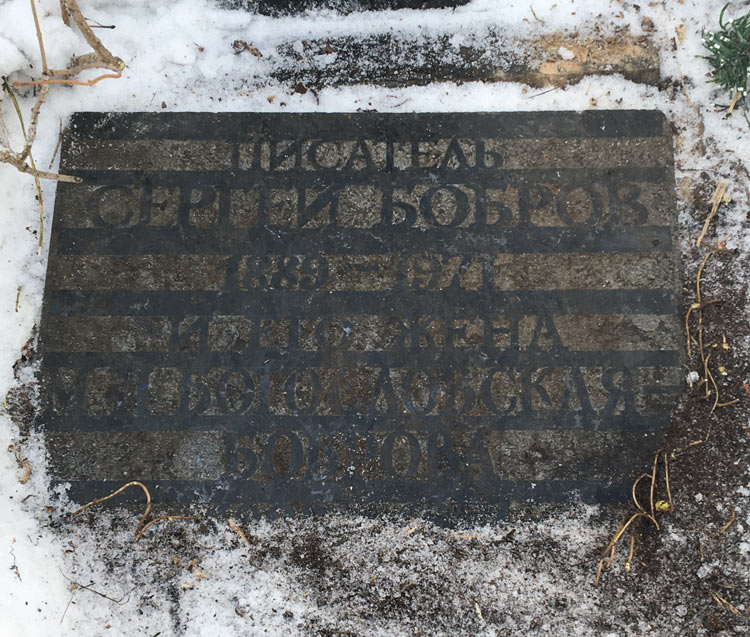 ПИСАТЕЛЬ
СЕРГЕЙ БОБРОВ
1889 – 1971
И ЕГО ЖЕНА
М. П. БОГОСЛОВСКАЯ–
БОБРОВА